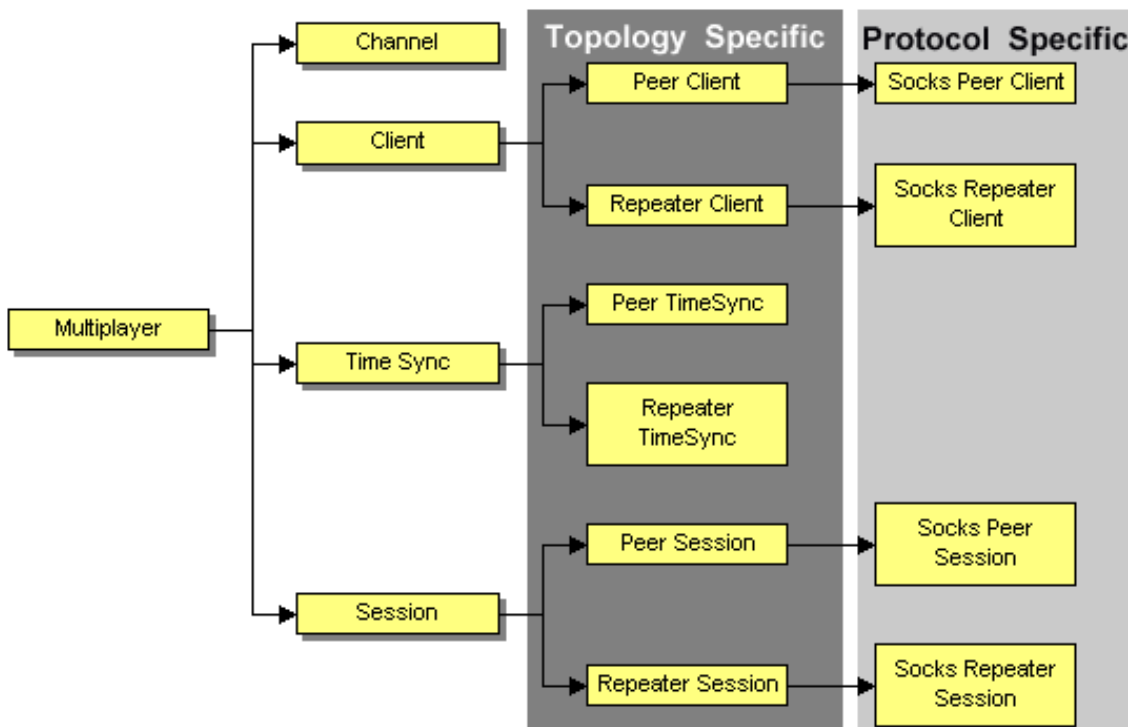 Topology Specific
Protocol Specific
Channel
Client
Peer Client
Socks Peer Client
Repeater Client
Socks Repeater
Client
Multiplayer
Time Sync
Peer TimeSync
Repeater
TimeSync
Session
Peer Session
Socks Peer
Session
Repeater Session
Socks Repeater
Session